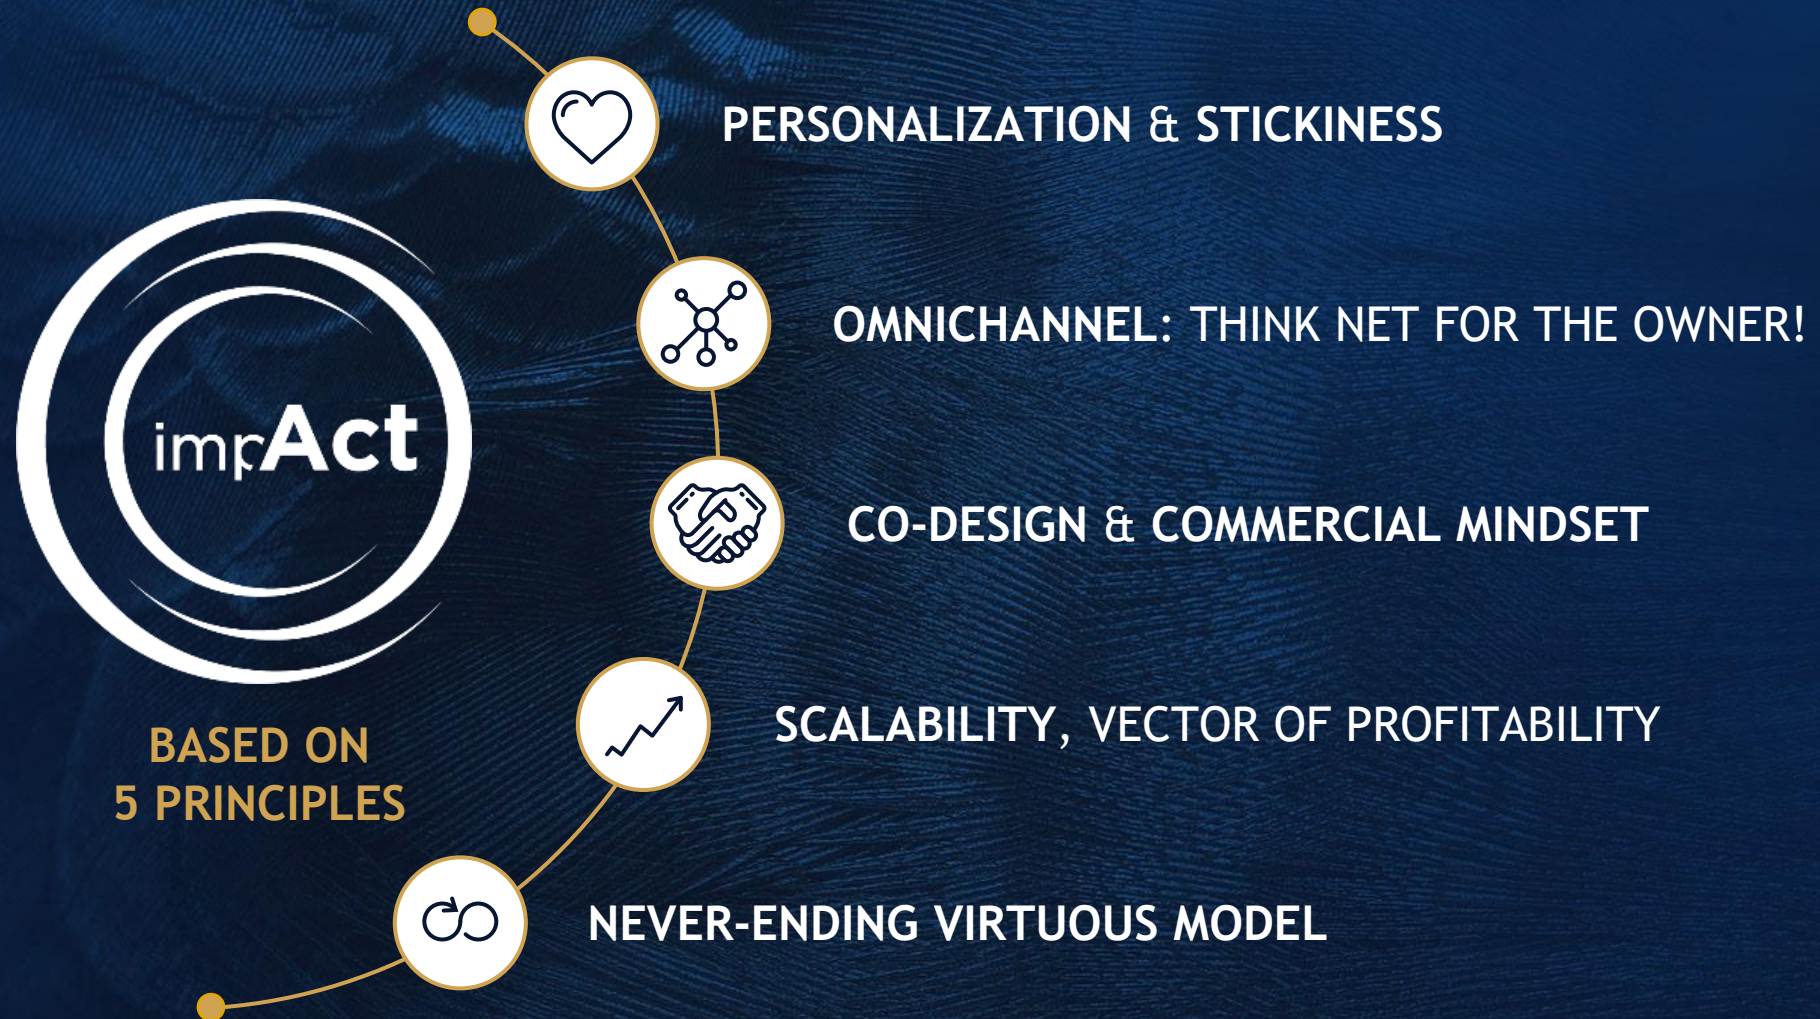 impAct
BASED ON
5 PRINCIPLES
PERSONALIZATION & STICKINESS
OMNICHANNEL: THINK NET FOR THE OWNER!
CO-DESIGN & COMMERCIAL MINDSET
SCALABILITY, VECTOR OF PROFITABILITY
NEVER-ENDING VIRTUOUS MODEL